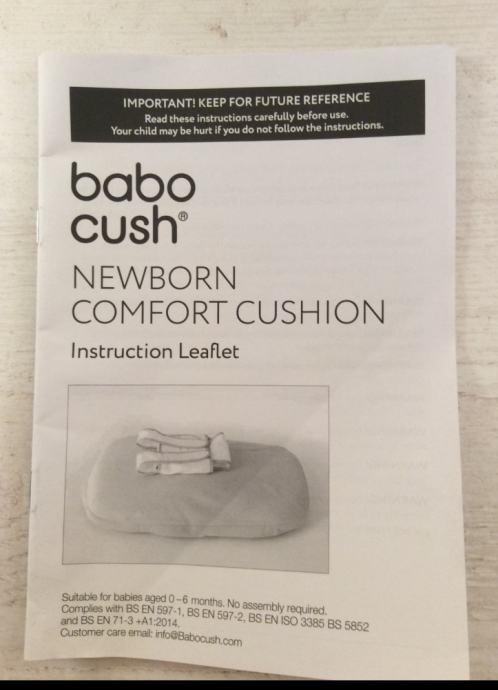 IMPORTANT! KEEP FOR FUTURE REFERENCE
Read these instructions carefully before use.
Your child may be hurt if you do not follow the instructions.
babo
cush®
NEWBORN
COMFORT CUSHION
Instruction Leaflet
Suitable for babies aged 0–6 months. No assembly required.
Complies with BS EN 597-1, BS EN 597-2, BS EN ISO 3385 BS 5852
and BS EN 71-3 +A1:2014.
Customer care email: info@Babocush.com